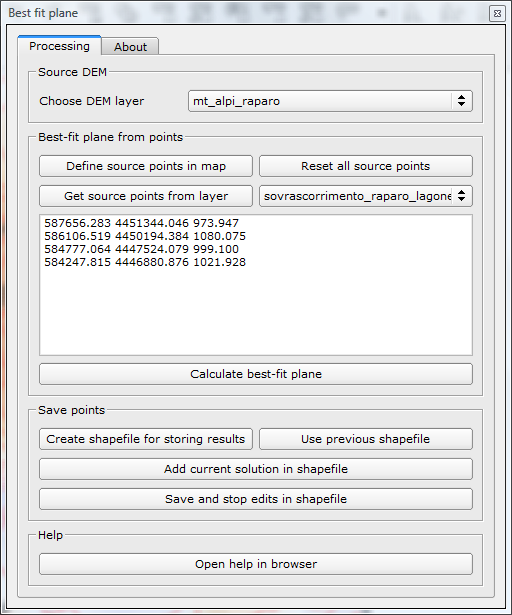 Best fit plane
Processing About
Source DEM
Choose DEM layer mt_alpi_raparo
Best-fit plane from points
Define source points in map Reset all source points
Get source points from layer sovrascorrimento_raparo_lagone
587656.283 4451344.046 973.947
586106.519 4450194.384 1080.075
584777.064 4447524.079 999.100
584247.815 4446880.876 1021.928
Calculate best-fit plane
Save points
Create shapefile for storing results Use previous shapefile
Add current solution in shapefile
Save and stop edits in shapefile
Help
Open help in browser